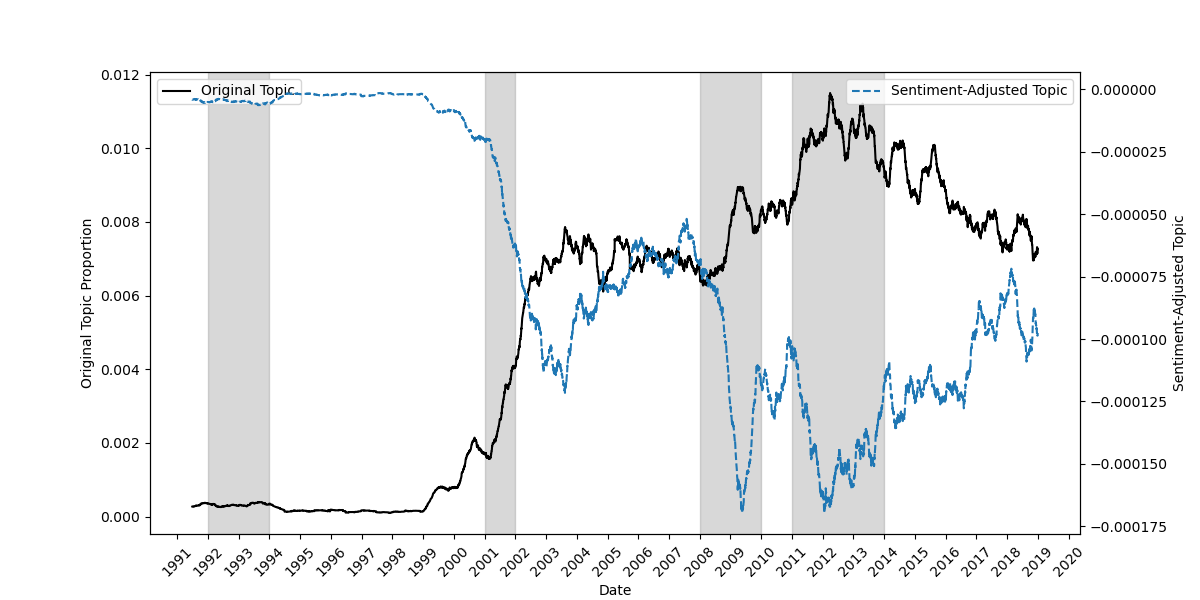 Original Topic
Sentiment-Adjusted Topic
0.012
0.010
0.008
0.006
0.004
0.002
0.000
Original Topic Proportion
0.000000
−0.000025
−0.000050
−0.000075
−0.000100
−0.000125
−0.000150
−0.000175
Sentiment-Adjusted Topic
1991 1992 1993 1994 1995 1996 1997 1998 1999 2000 2001 2002 2003 2004 2005 2006 2007 2008 2009 2010 2011 2012 2013 2014 2015 2016 2017 2018 2019 2020
Date